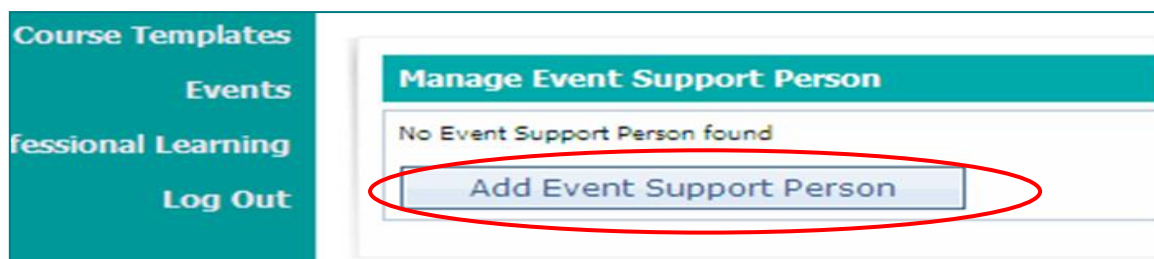 Course Templates
Events
fessional Learning
Log Out
Manage Event Support Person
No Event Support Person found
Add Event Support Person